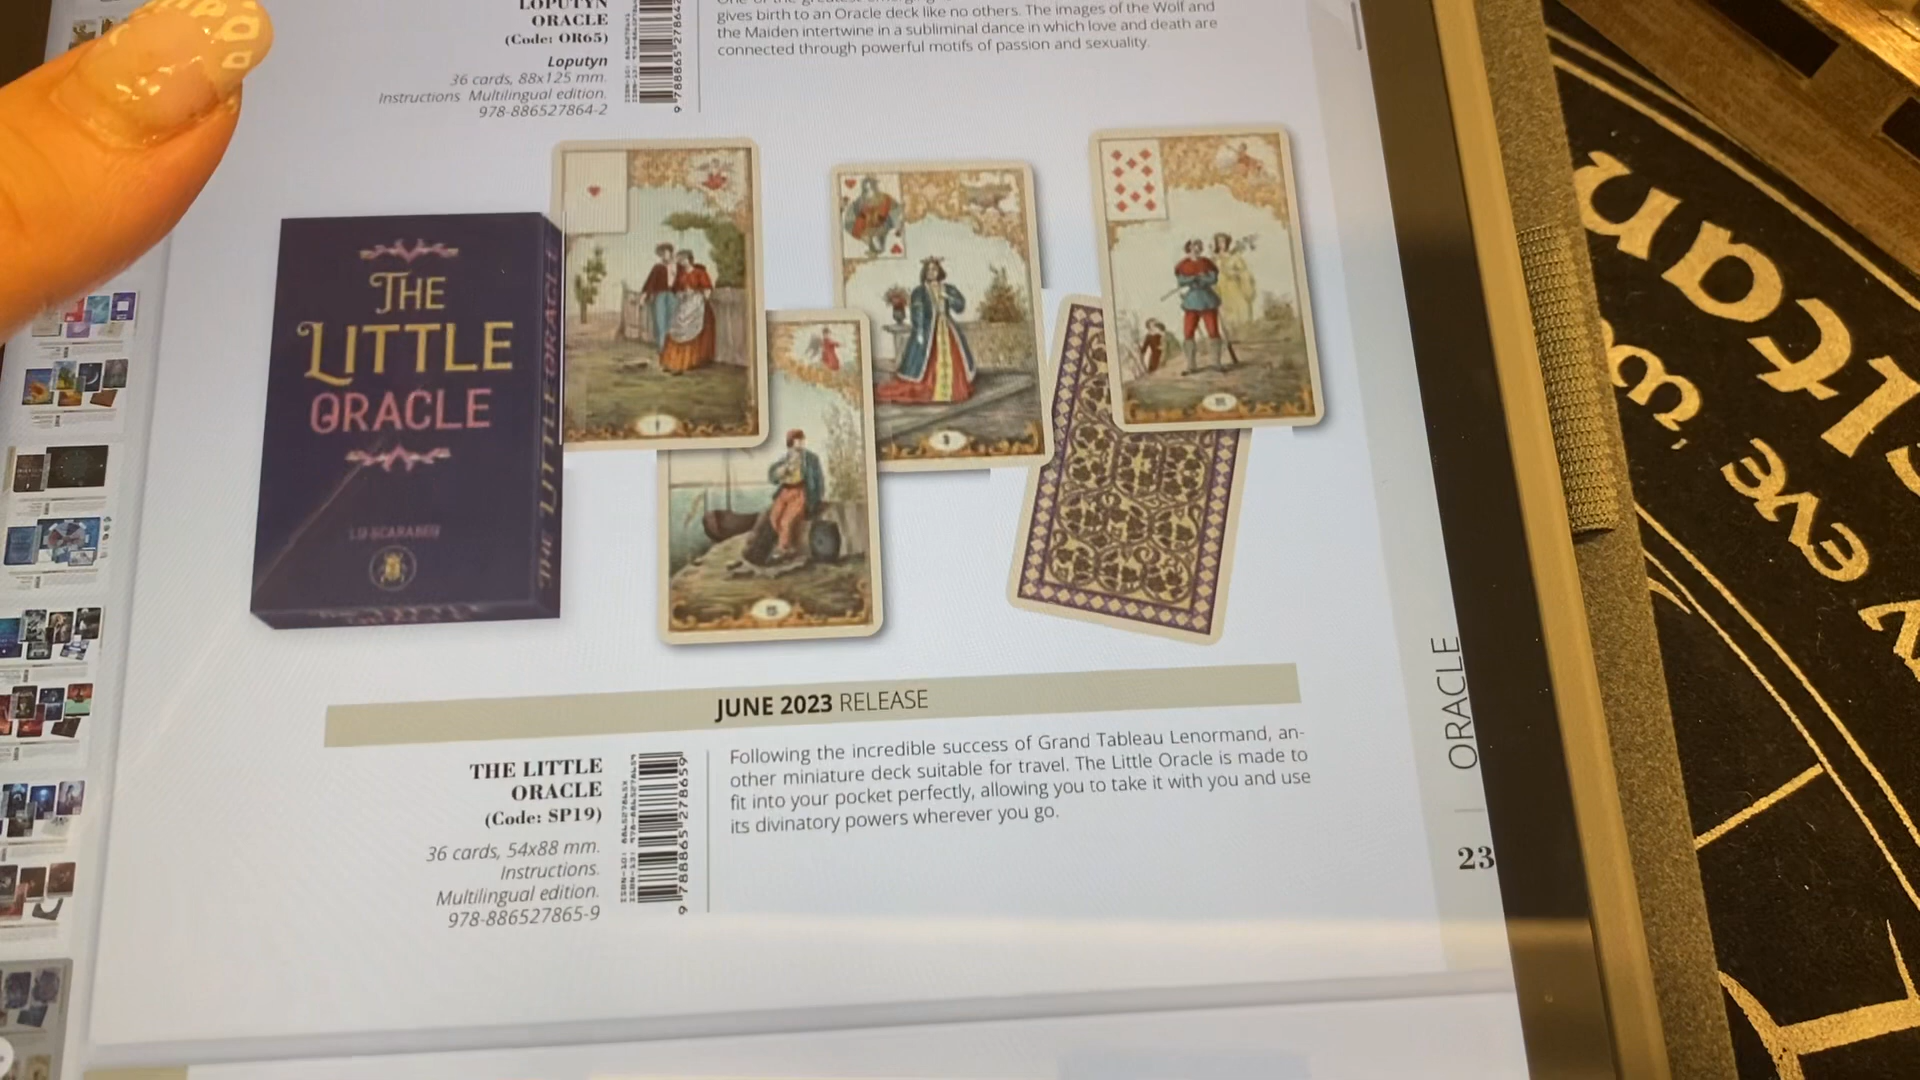 LOPUTYN
ORACLE
(Code: OR65)
Loputyn
36 cards, 88x125 mm.
Instructions Multilingual edition.
978-886527864-2
gives birth to an Oracle deck like no others. The images of the Wolf and
the Maiden intertwine in a subliminal dance in which love and death are
connected through powerful motifs of passion and sexuality.
THE
LITTLE
ORACLE
LO SCARABEO
THE LITTLE ORACLE
JUNE 2023 RELEASE
THE LITTLE
ORACLE
(Code: SP19)
36 cards, 54x88 mm.
Instructions.
Multilingual edition.
978-886527865-9
9 788865 278659
Following the incredible success of Grand Tableau Lenormand, an-
other miniature deck suitable for travel. The Little Oracle is made to
fit into your pocket perfectly, allowing you to take it with you and use
its divinatory powers wherever you go.
ORACLE
23